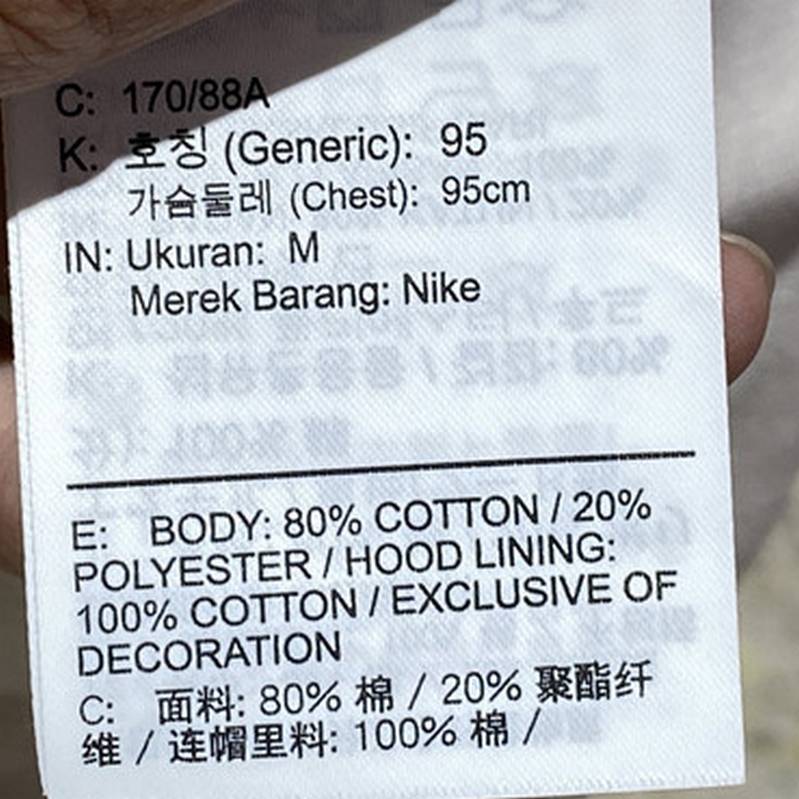 C: 170/88A
K: 호칭 (Generic): 95
가슴둘레 (Chest): 95cm
IN: Ukuran: M
Merek Barang: Nike
E: BODY: 80% COTTON / 20%
POLYESTER / HOOD LINING:
100% COTTON / EXCLUSIVE OF
DECORATION
C: 面料: 80% 棉 / 20% 聚酯纤
维 / 连帽里料: 100% 棉 /